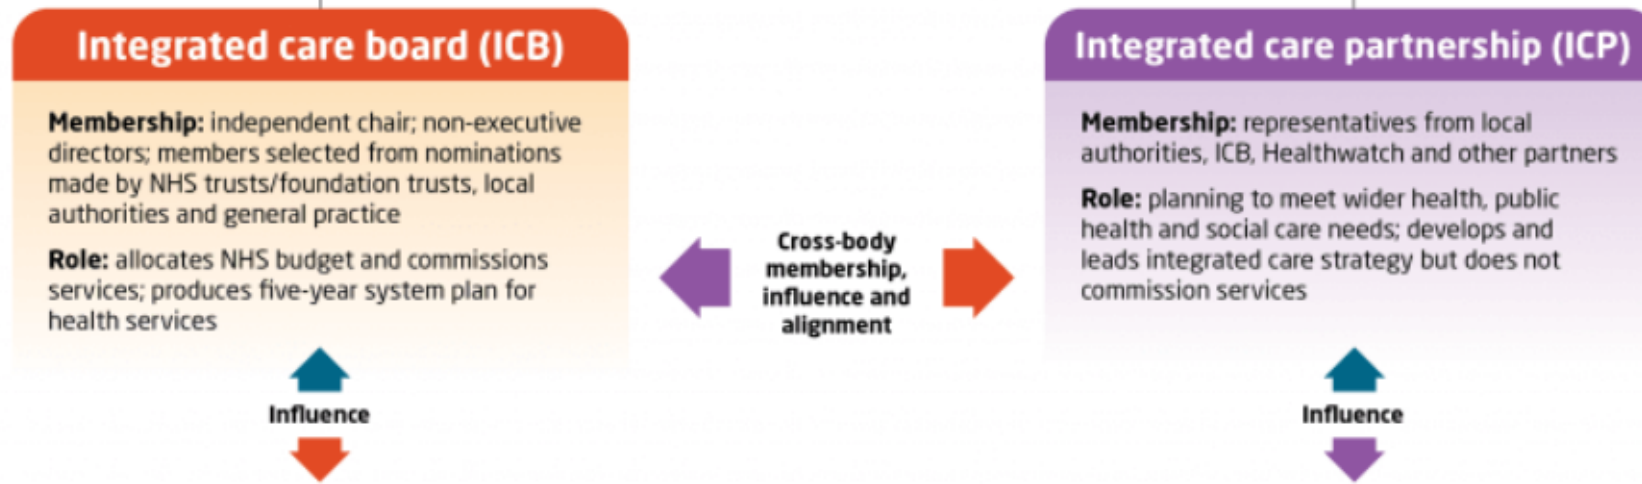 Integrated care board (ICB)
Membership: independent chair; non-executive
directors; members selected from nominations
made by NHS trusts/foundation trusts, local
authorities and general practice
Role: allocates NHS budget and commissions
services; produces five-year system plan for
health services
Influence
Cross-body
membership,
influence and
alignment
Integrated care partnership (ICP)
Membership: representatives from local
authorities, ICB, Healthwatch and other partners
Role: planning to meet wider health, public
health and social care needs; develops and
leads integrated care strategy but does not
commission services
Influence